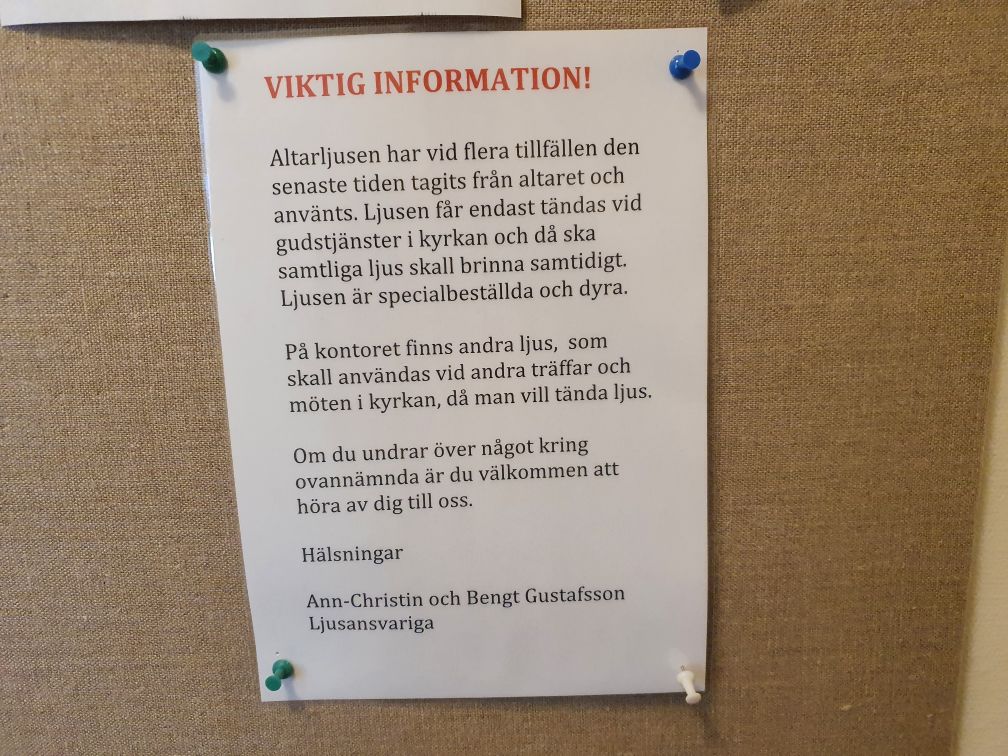 VIKTIG INFORMATION!
Altarljusen har vid flera tillfällen den
senaste tiden tagits från altaret och
använts. Ljusen får endast tändas vid
gudstjänster i kyrkan och då ska
samtliga ljus skall brinna samtidigt.
Ljusen är specialbeställda och dyra.
På kontoret finns andra ljus, som
skall användas vid andra träffar och
möten i kyrkan, då man vill tända ljus.
Om du undrar över något kring
ovannämnda är du välkommen att
höra av dig till oss.
Hälsningar
Ann-Christin och Bengt Gustafsson
Ljusansvariga